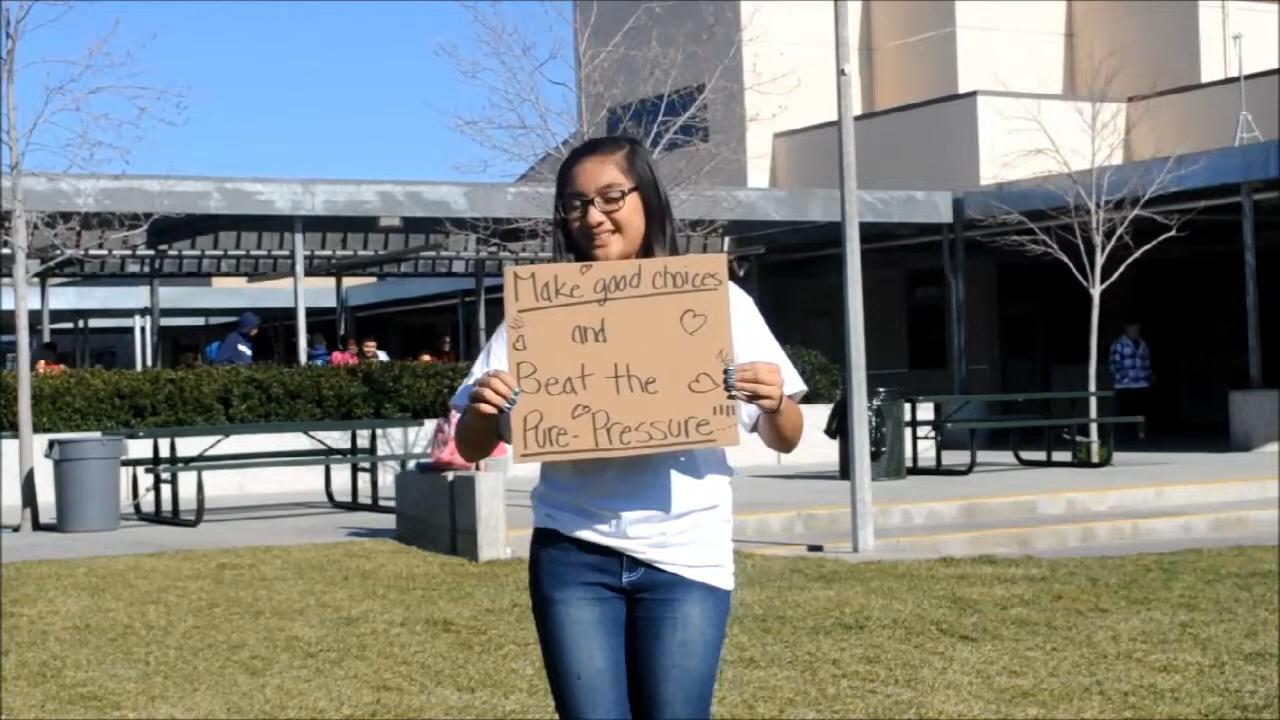 Make good choices
and
Beat the
Pure-Pressure